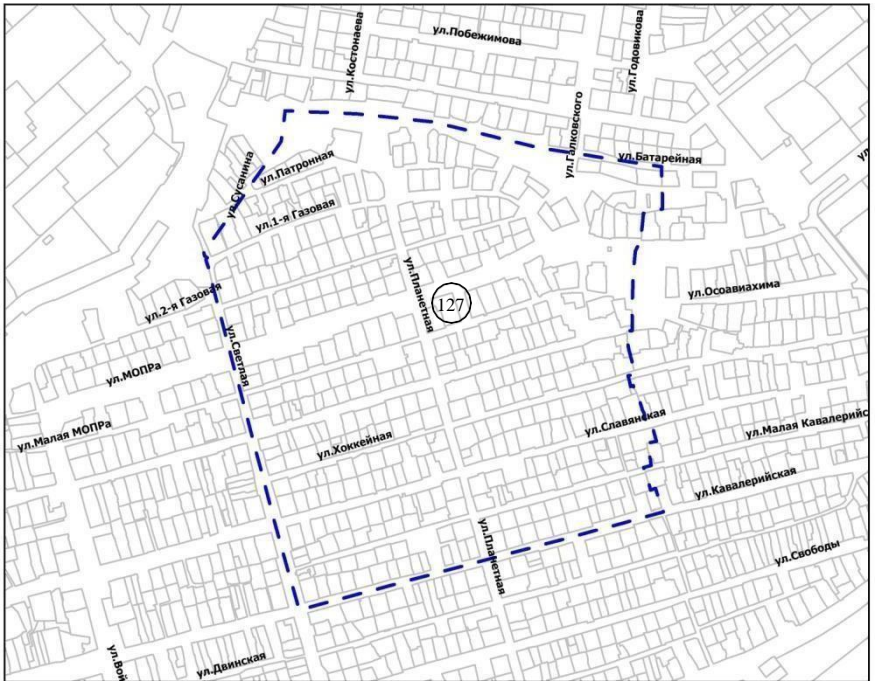 ул.Побежимова
ул.Костонаева
ул.Годовикова
ул.Галковского
ул.Батарейная
ул.Патронная
ул.Сусанина
ул.1-я Газовая
ул.Планетная
127
ул.Осоавиахима
ул.2-я Газовая
ул.Светлая
ул.МОПРа
ул.Малая МОПРа
ул.Хоккейная
ул.Славянская
ул.Малая Кавалерийс
ул.Кавалерийская
ул.Планетная
ул.Свободы
ул.Двинская
ул.Вой